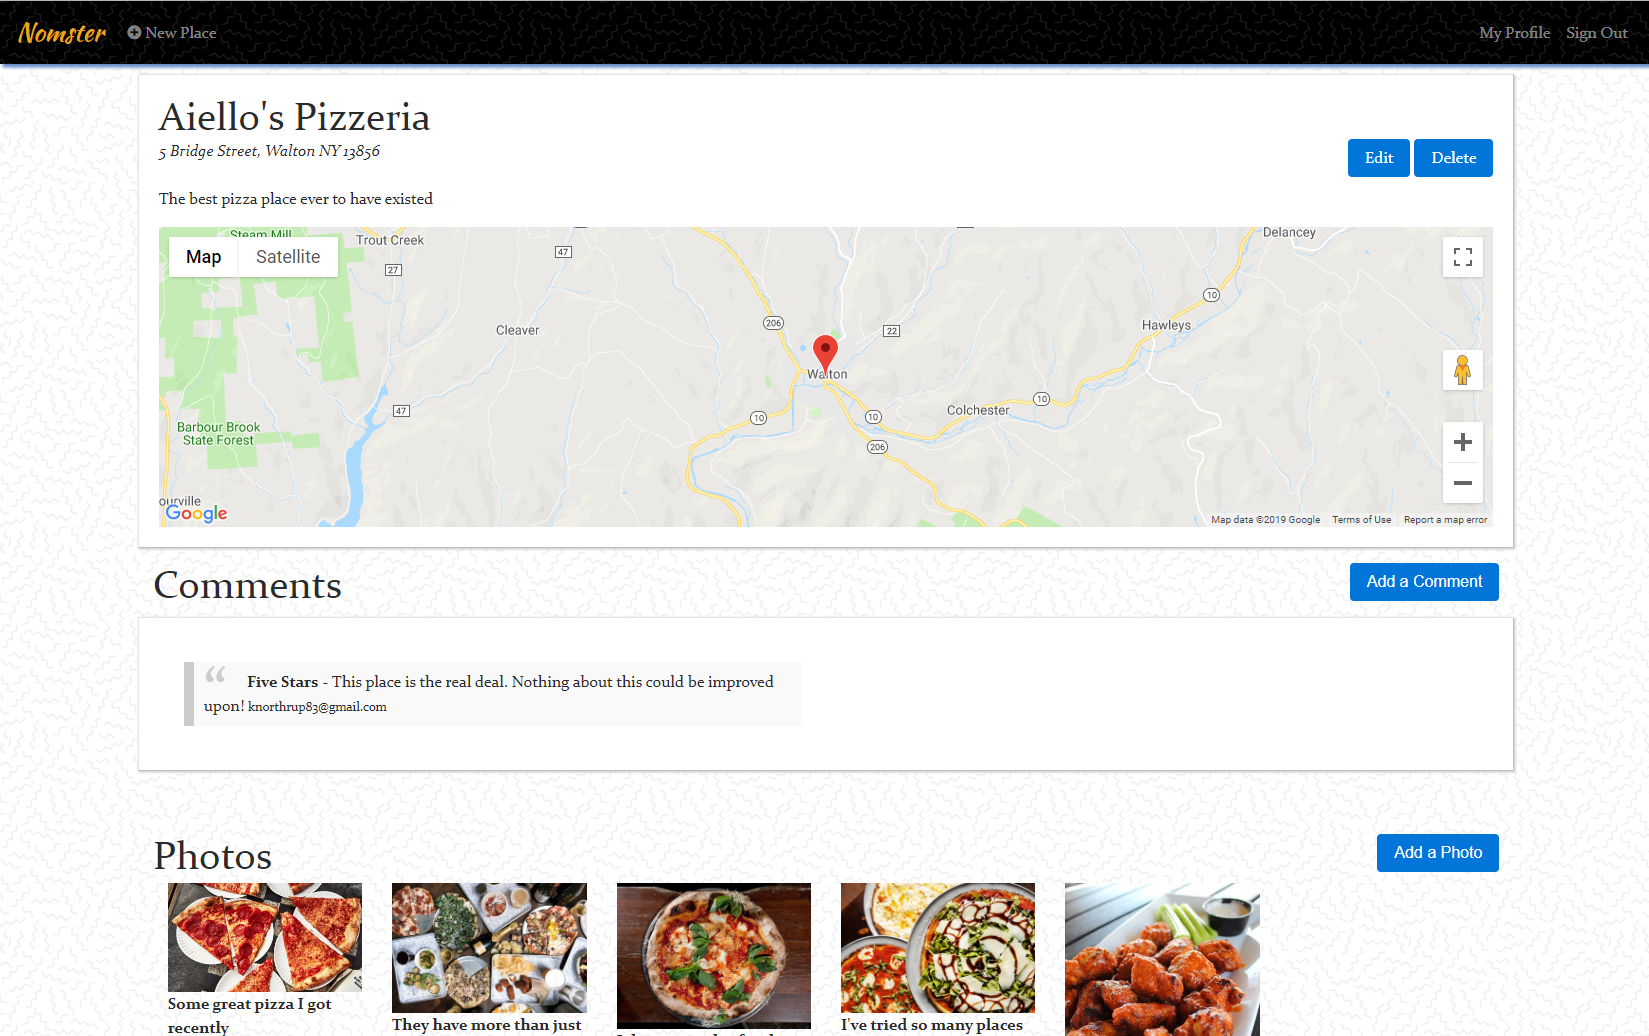 Nomster
New Place
My Profile
Sign Out
Aiello's Pizzeria
5 Bridge Street, Walton NY 13856
Edit
Delete
The best pizza place ever to have existed
Map
Satellite
Steam Mill
Trout Creek
Delancey
47
27
10
206
22
Cleaver
Hawleys
Walton
10
47
10
10
Colchester
206
Barbour Brook
State Forest
ourville
Google
Map data ©2019 Google
Terms of Use
Report a map error
Comments
Add a Comment
“ Five Stars - This place is the real deal. Nothing about this could be improved
upon! knorthrup83@gmail.com
Photos
Add a Photo
Some great pizza I got
recently
They have more than just
I've tried so many places